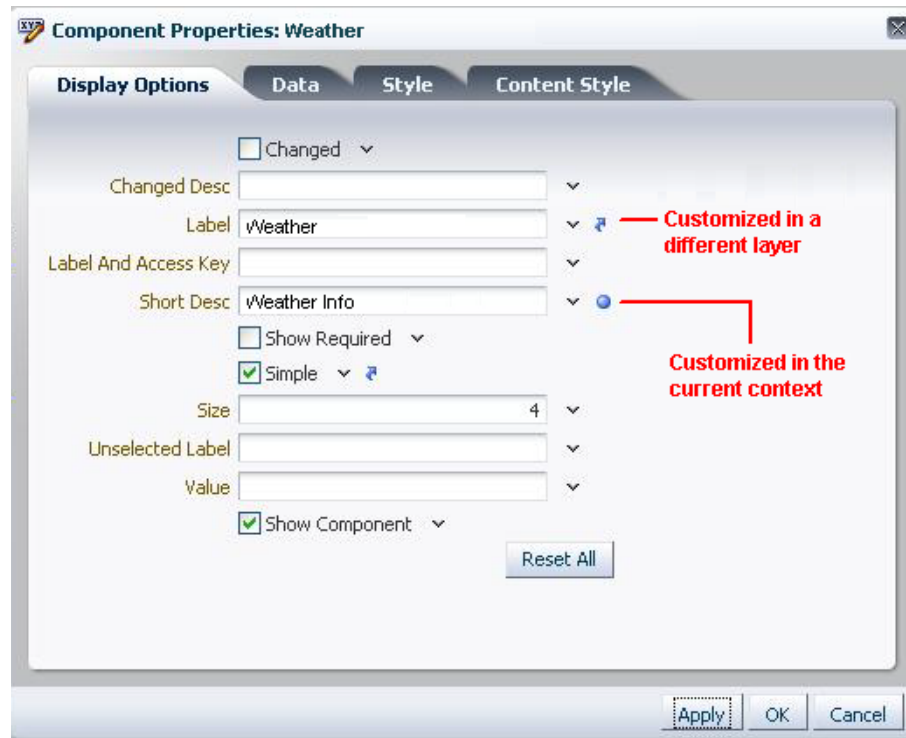 Component Properties: Weather
Display Options Data Style Content Style
Changed
Changed Desc
Label Weather
Customized in a
different layer
Label And Access Key
Short Desc Weather Info
Show Required
Customized in the
current context
Simple
Size 4
Unselected Label
Value
Show Component
Reset All
Apply OK Cancel